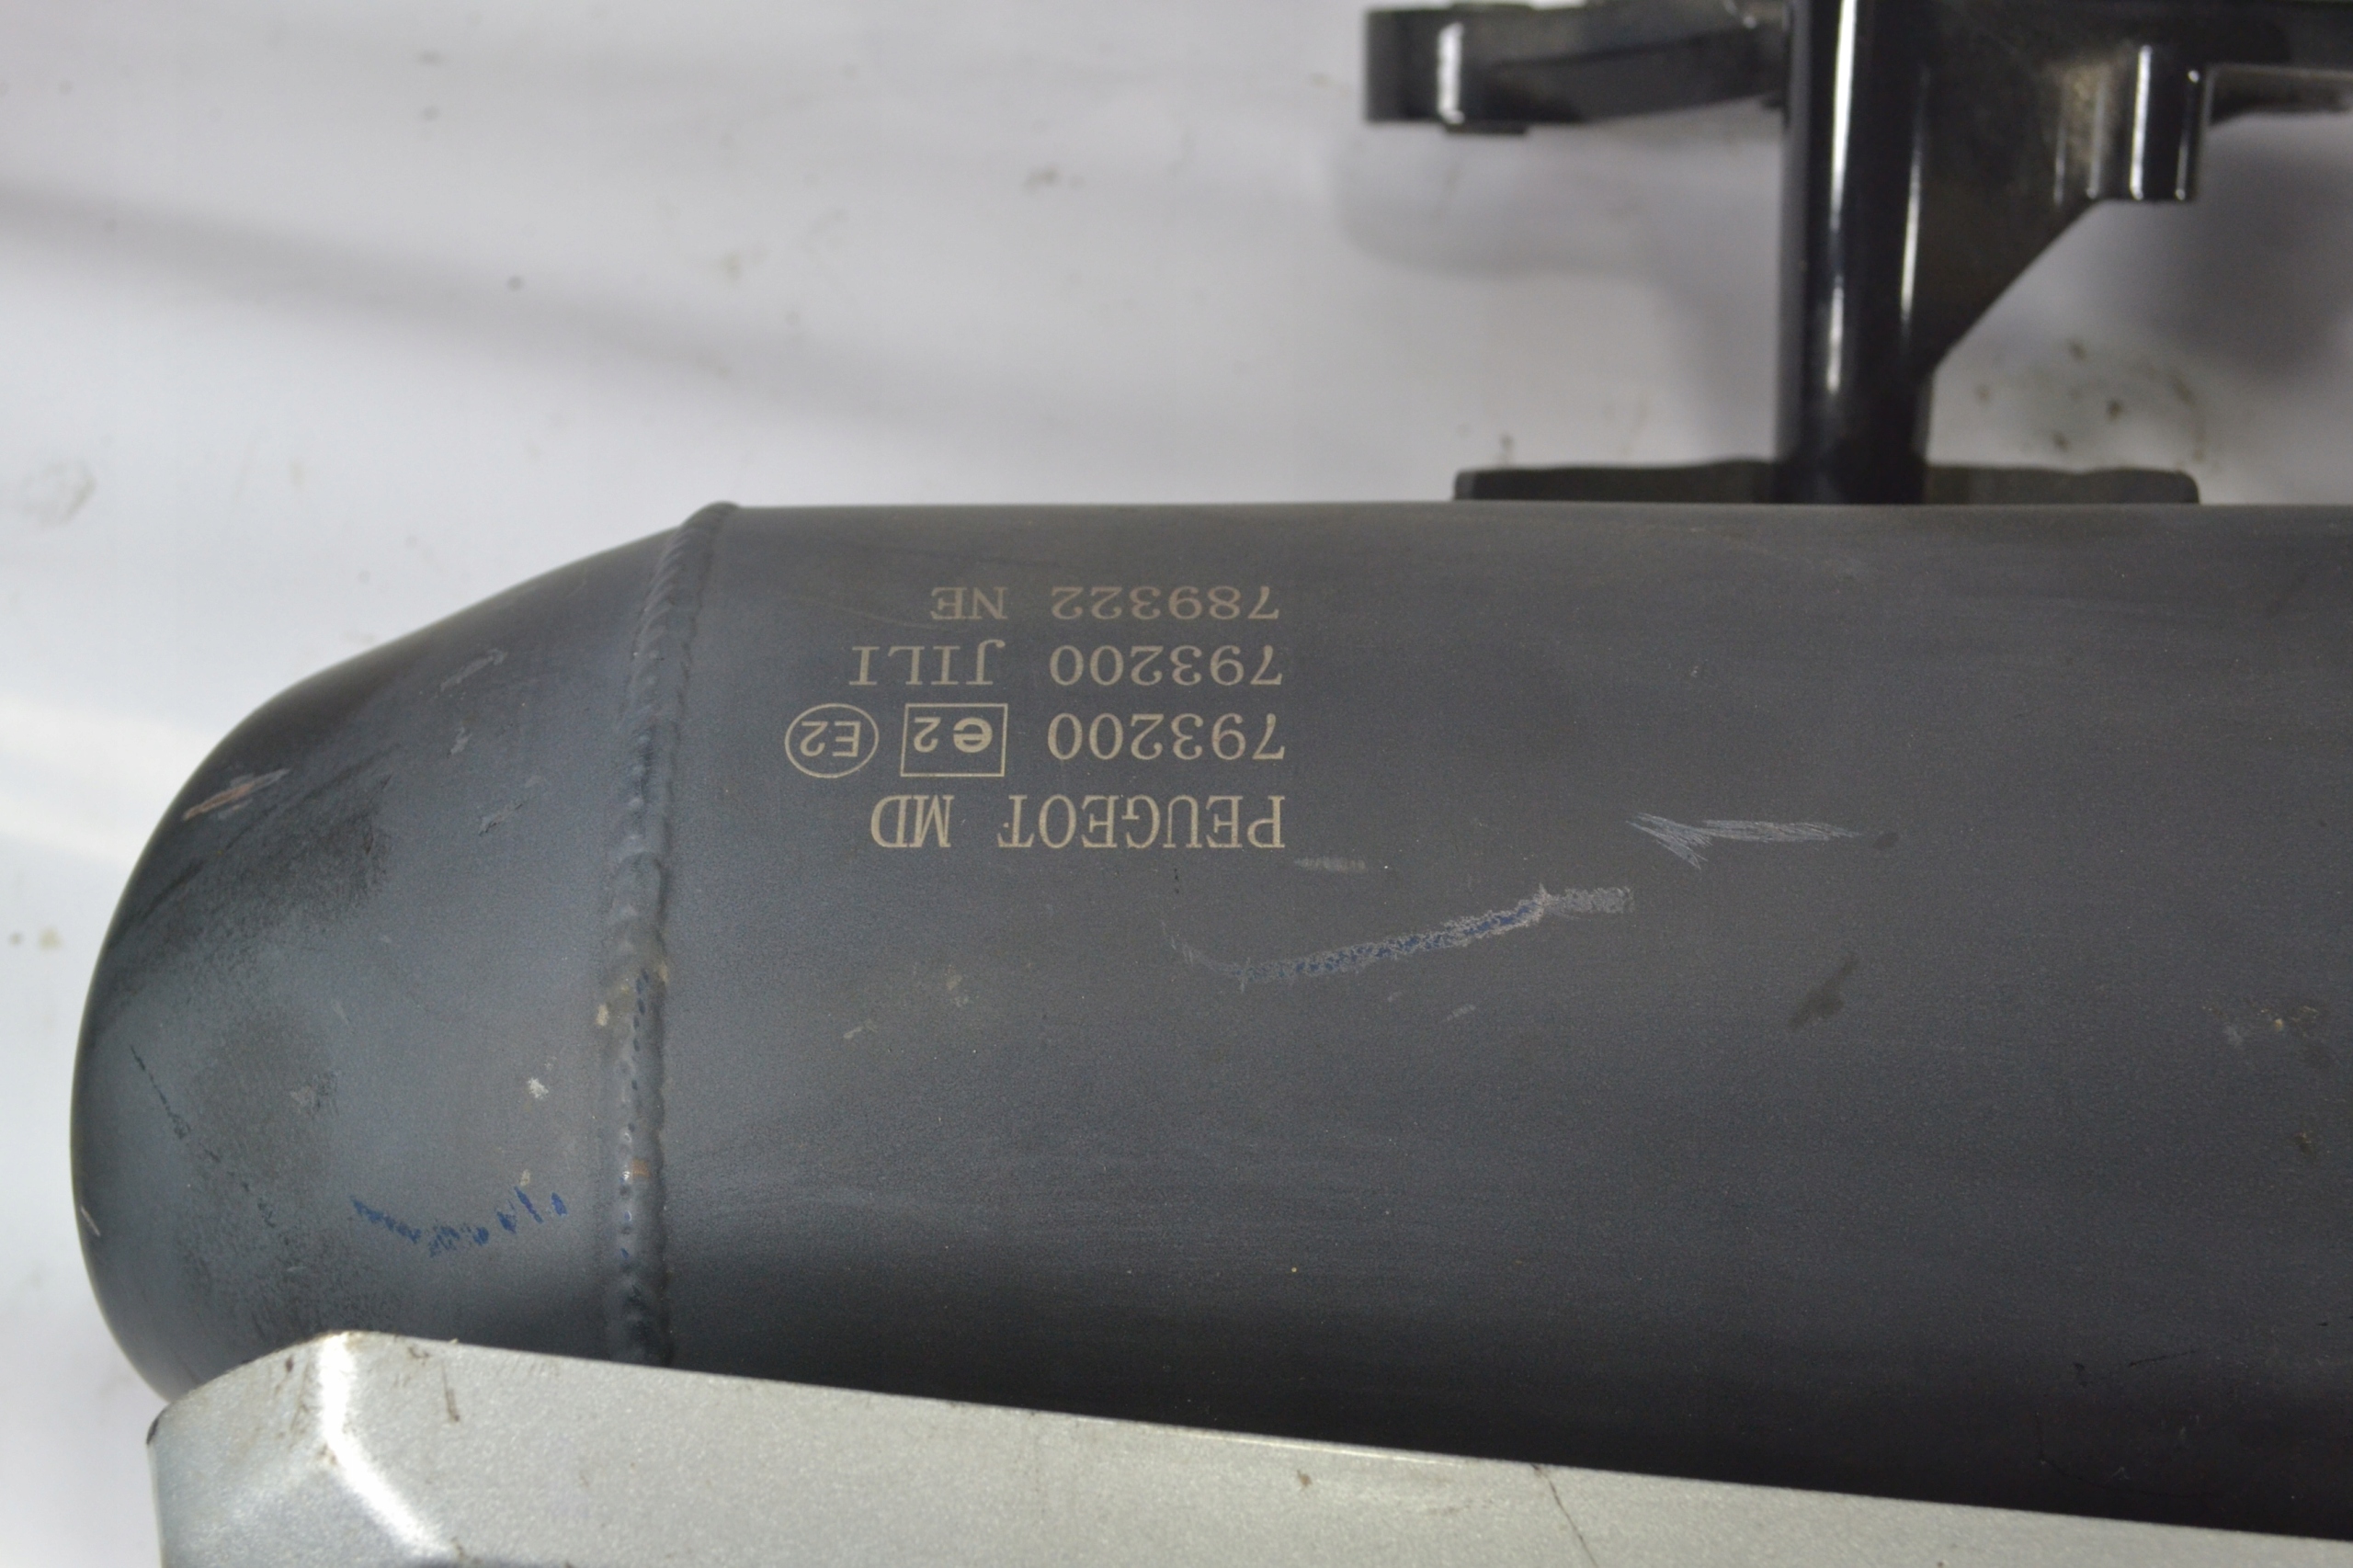 PEUGEOT MD
793200 e2 E2
793200 JILI
789322 NE